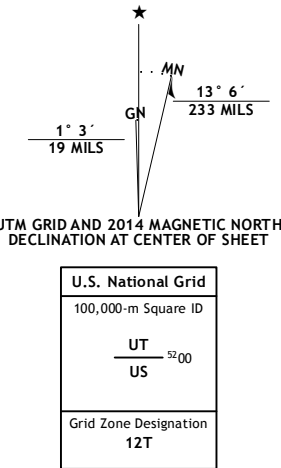 ★
MN
GN
13° 6´
233 MILS
1° 3´
19 MILS
UTM GRID AND 2014 MAGNETIC NORTH
DECLINATION AT CENTER OF SHEET
U.S. National Grid
100,000-m Square ID
UT
5200
US
Grid Zone Designation
12T